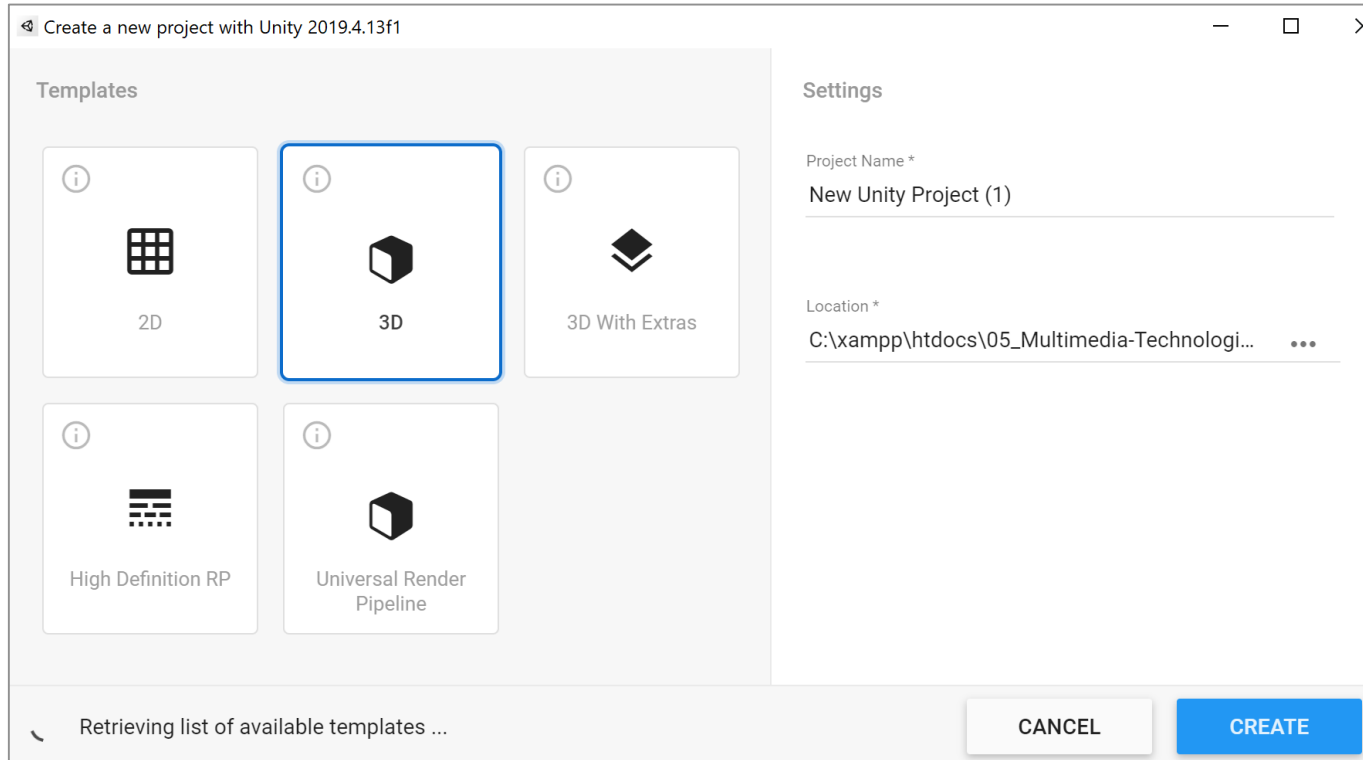 Create a new project with Unity 2019.4.13f1
Templates
2D
3D
3D With Extras
High Definition RP
Universal Render
Pipeline
Settings
Project Name *
New Unity Project (1)
Location *
C:\xampp\htdocs\05_Multimedia-Technologi...
Retrieving list of available templates ...
CANCEL
CREATE